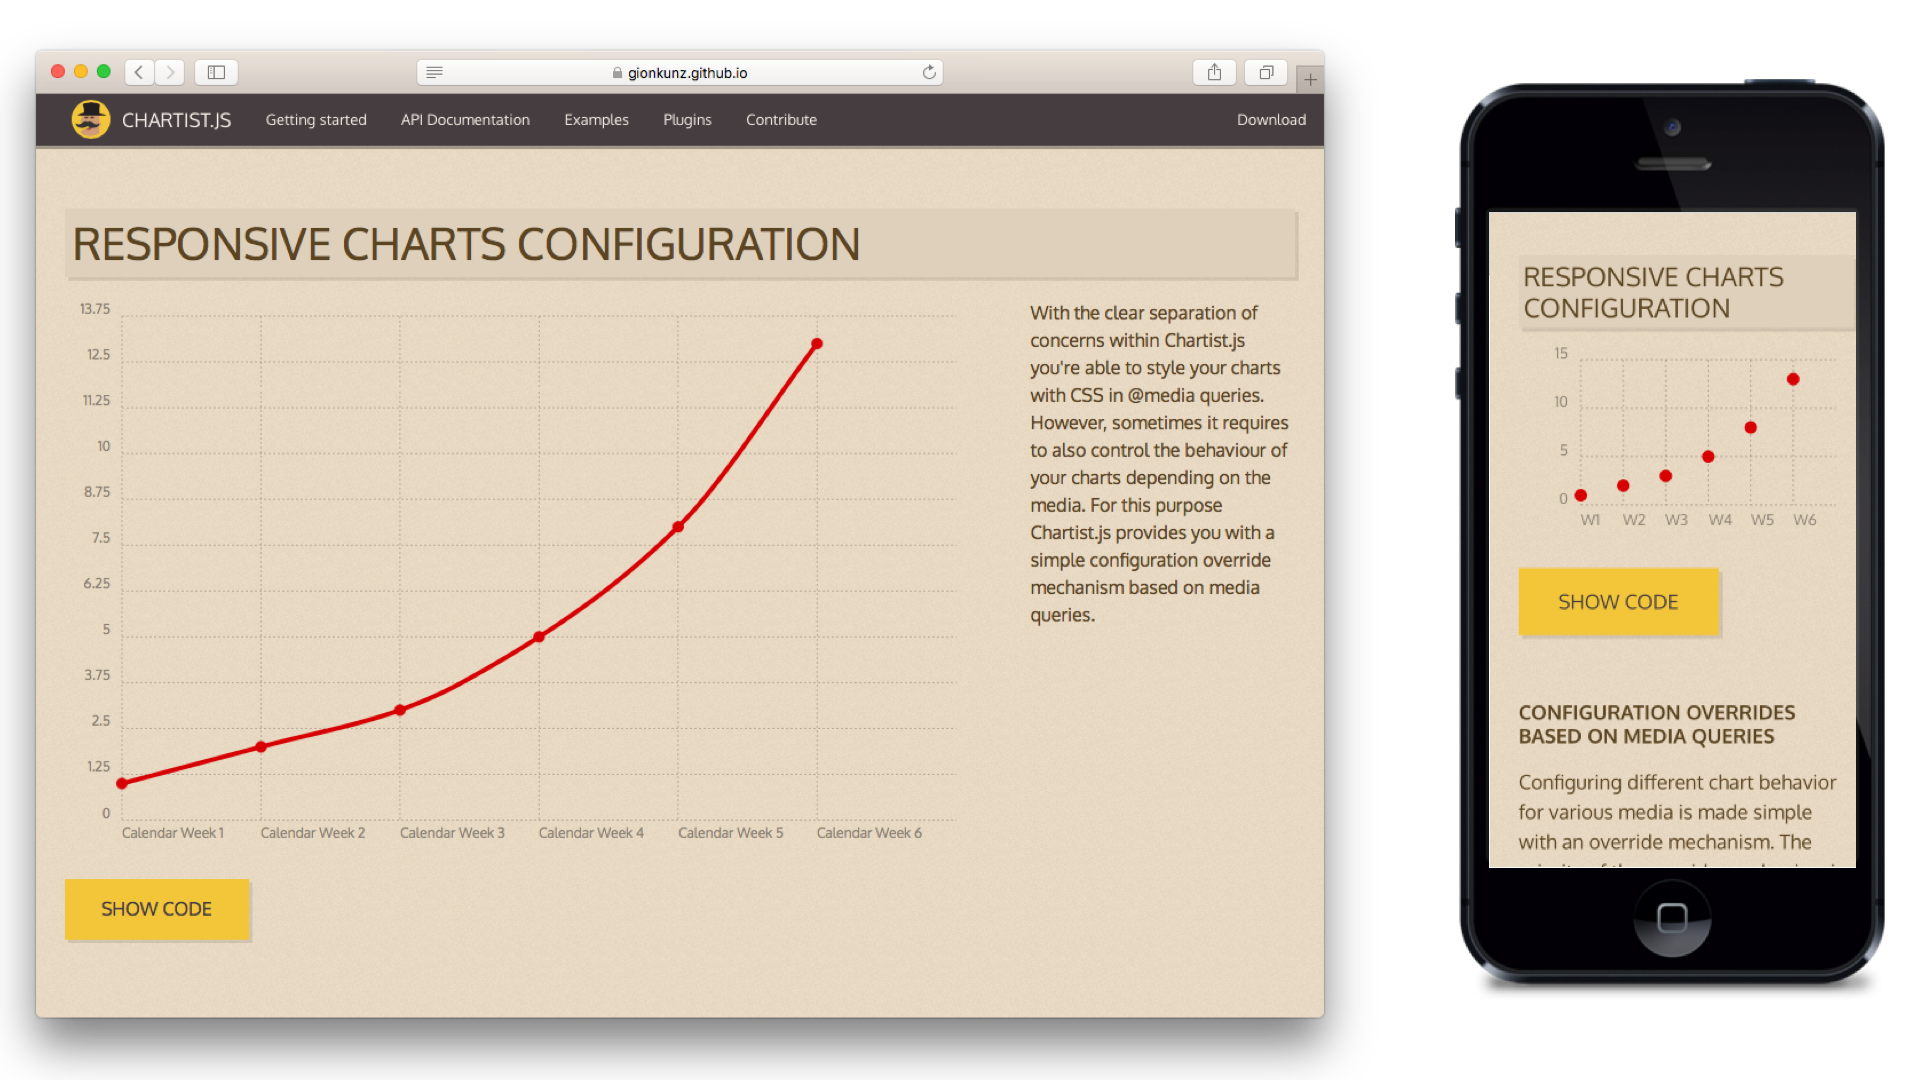 gionkunz.github.io
CHARTIST.JS Getting started API Documentation Examples Plugins Contribute Download
RESPONSIVE CHARTS CONFIGURATION
13.75
12.5
11.25
10
8.75
7.5
6.25
5
3.75
2.5
1.25
0
Calendar Week 1 Calendar Week 2 Calendar Week 3 Calendar Week 4 Calendar Week 5 Calendar Week 6
With the clear separation of
concerns within Chartist.js
you're able to style your charts
with CSS in @media queries.
However, sometimes it requires
to also control the behaviour of
your charts depending on the
media. For this purpose
Chartist.js provides you with a
simple configuration override
mechanism based on media
queries.
SHOW CODE
RESPONSIVE CHARTS
CONFIGURATION
15
10
5
0
W1 W2 W3 W4 W5 W6
SHOW CODE
CONFIGURATION OVERRIDES
BASED ON MEDIA QUERIES
Configuring different chart behavior
for various media is made simple
with an override mechanism. The